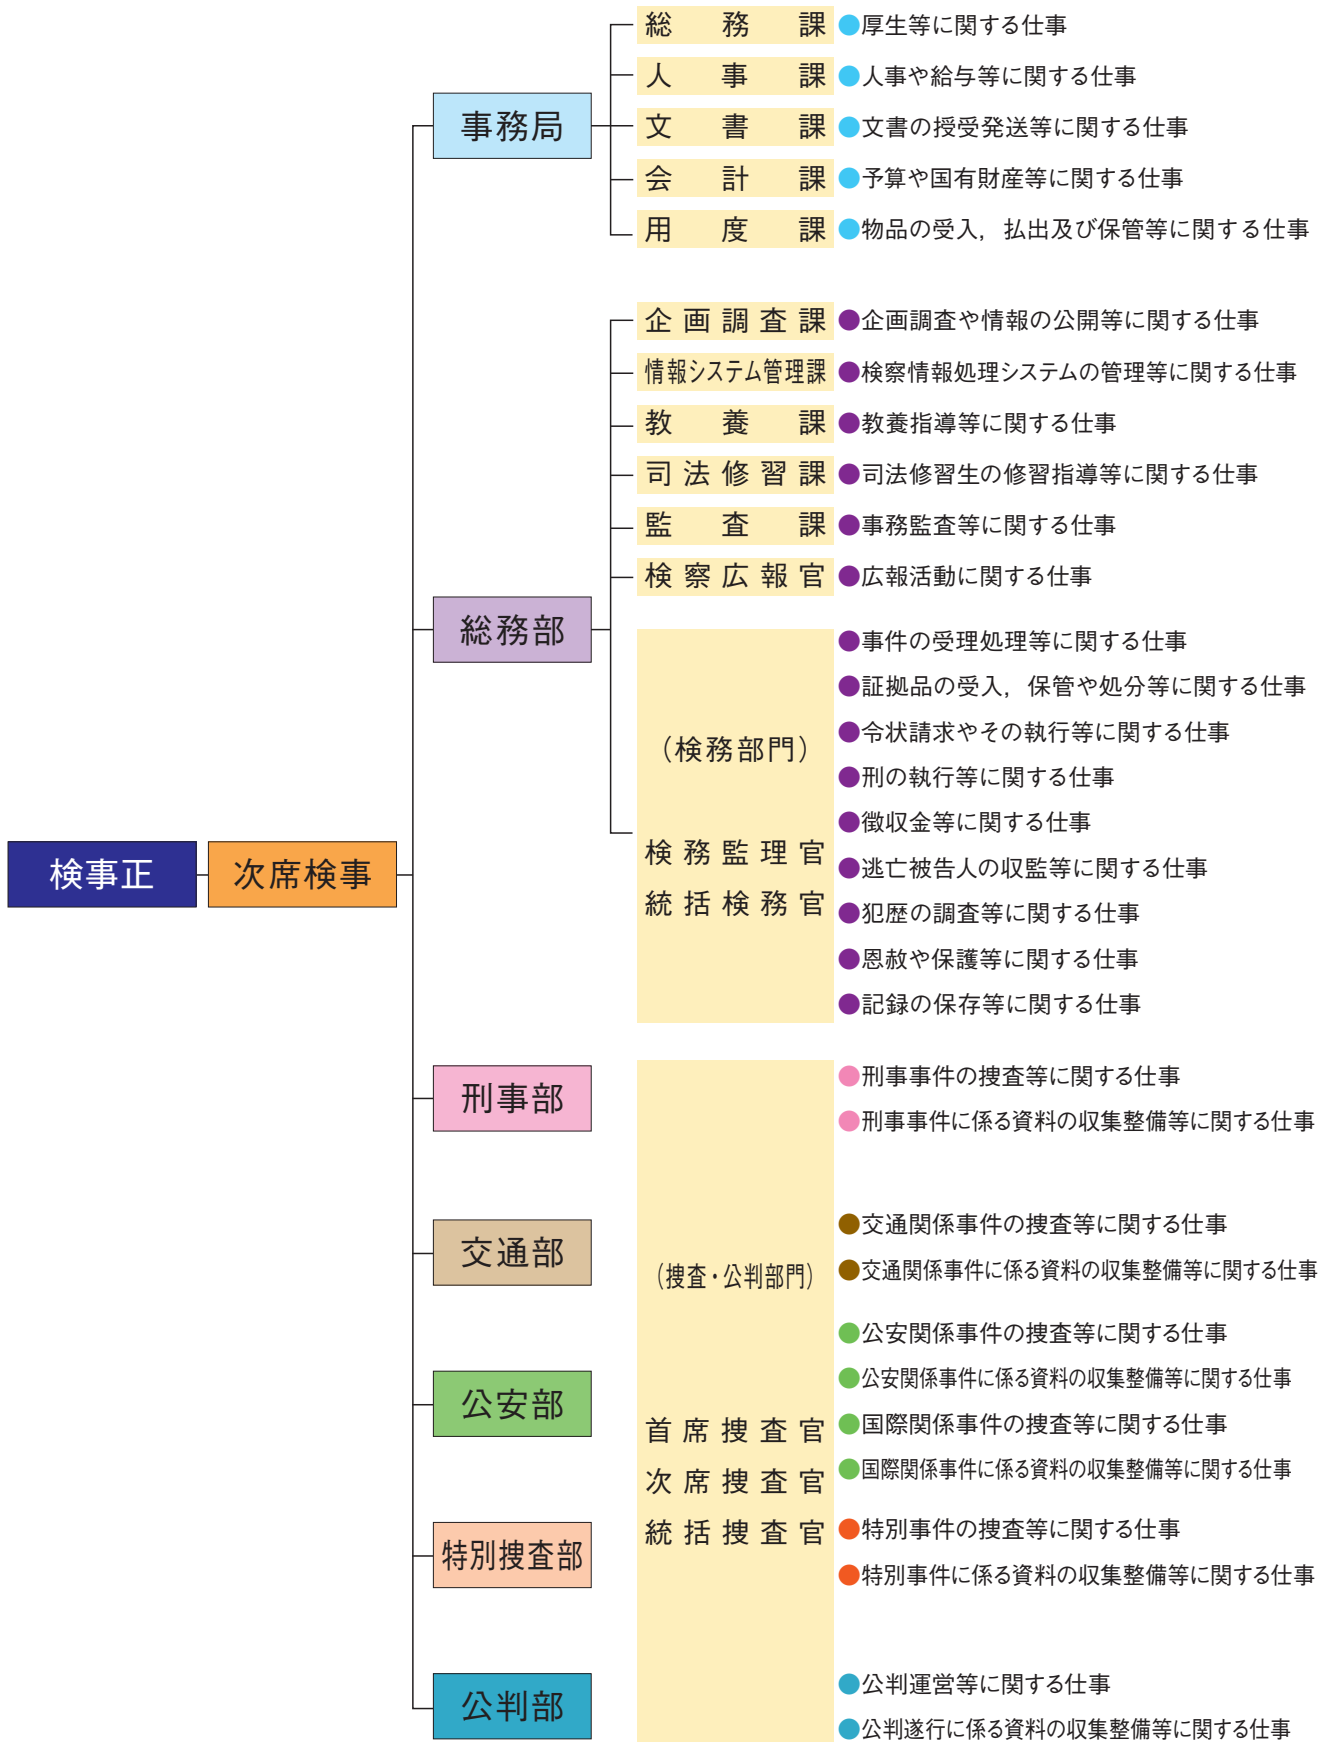 検事正
次席検事
事務局
総務課
●厚生等に関する仕事
人事課
●人事や給与等に関する仕事
文書課
●文書の授受発送等に関する仕事
会計課
●予算や国有財産等に関する仕事
用度課
●物品の受入，払出及び保管等に関する仕事
総務部
企画調査課
●企画調査や情報の公開等に関する仕事
情報システム管理課
●検察情報処理システムの管理等に関する仕事
教養課
●教養指導等に関する仕事
司法修習課
●司法修習生の修習指導等に関する仕事
監査課
●事務監査等に関する仕事
検察広報官
●広報活動に関する仕事
（検務部門）
検務監理官
統括検務官
●事件の受理処理等に関する仕事
●証拠品の受入，保管や処分等に関する仕事
●令状請求やその執行等に関する仕事
●刑の執行等に関する仕事
●徴収金等に関する仕事
●逃亡被告人の収監等に関する仕事
●犯歴の調査等に関する仕事
●恩赦や保護等に関する仕事
●記録の保存等に関する仕事
刑事部
交通部
公安部
特別捜査部
公判部
（捜査・公判部門）
首席捜査官
次席捜査官
統括捜査官
●刑事事件の捜査等に関する仕事
●刑事事件に係る資料の収集整備等に関する仕事
●交通関係事件の捜査等に関する仕事
●交通関係事件に係る資料の収集整備等に関する仕事
●公安関係事件の捜査等に関する仕事
●公安関係事件に係る資料の収集整備等に関する仕事
●国際関係事件の捜査等に関する仕事
●国際関係事件に係る資料の収集整備等に関する仕事
●特別事件の捜査等に関する仕事
●特別事件に係る資料の収集整備等に関する仕事
●公判運営等に関する仕事
●公判遂行に係る資料の収集整備等に関する仕事